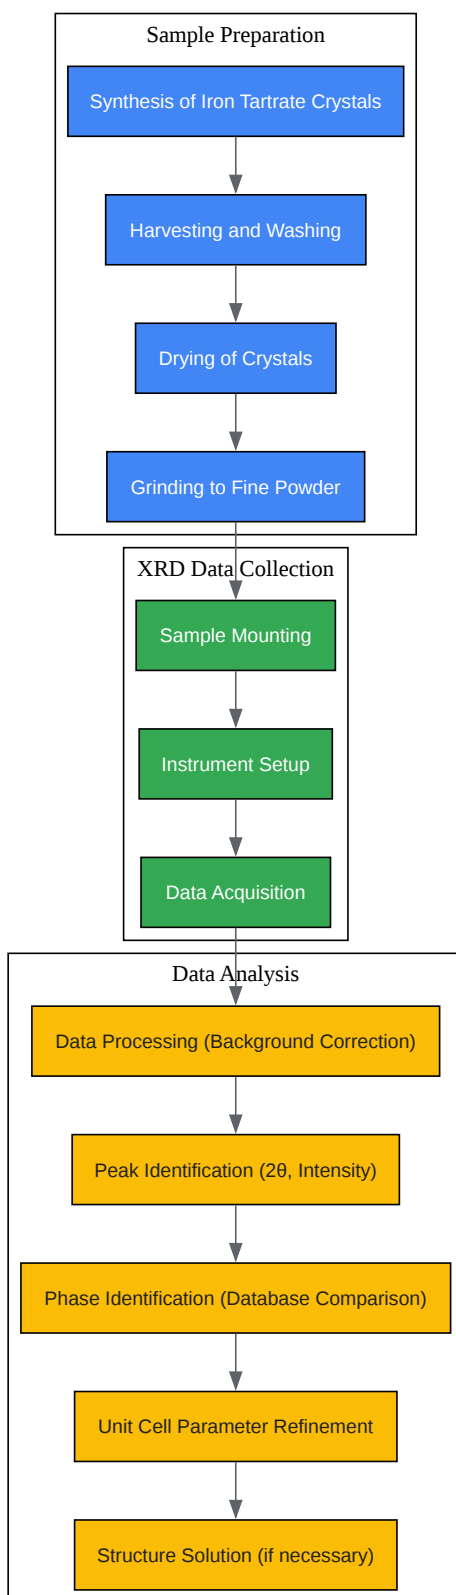 Sample Preparation
Synthesis of Iron Tartrate Crystals
Harvesting and Washing
Drying of Crystals
Grinding to Fine Powder
XRD Data Collection
Sample Mounting
Instrument Setup
Data Acquisition
Data Analysis
Data Processing (Background Correction)
Peak Identification (2θ, Intensity)
Phase Identification (Database Comparison)
Unit Cell Parameter Refinement
Structure Solution (if necessary)